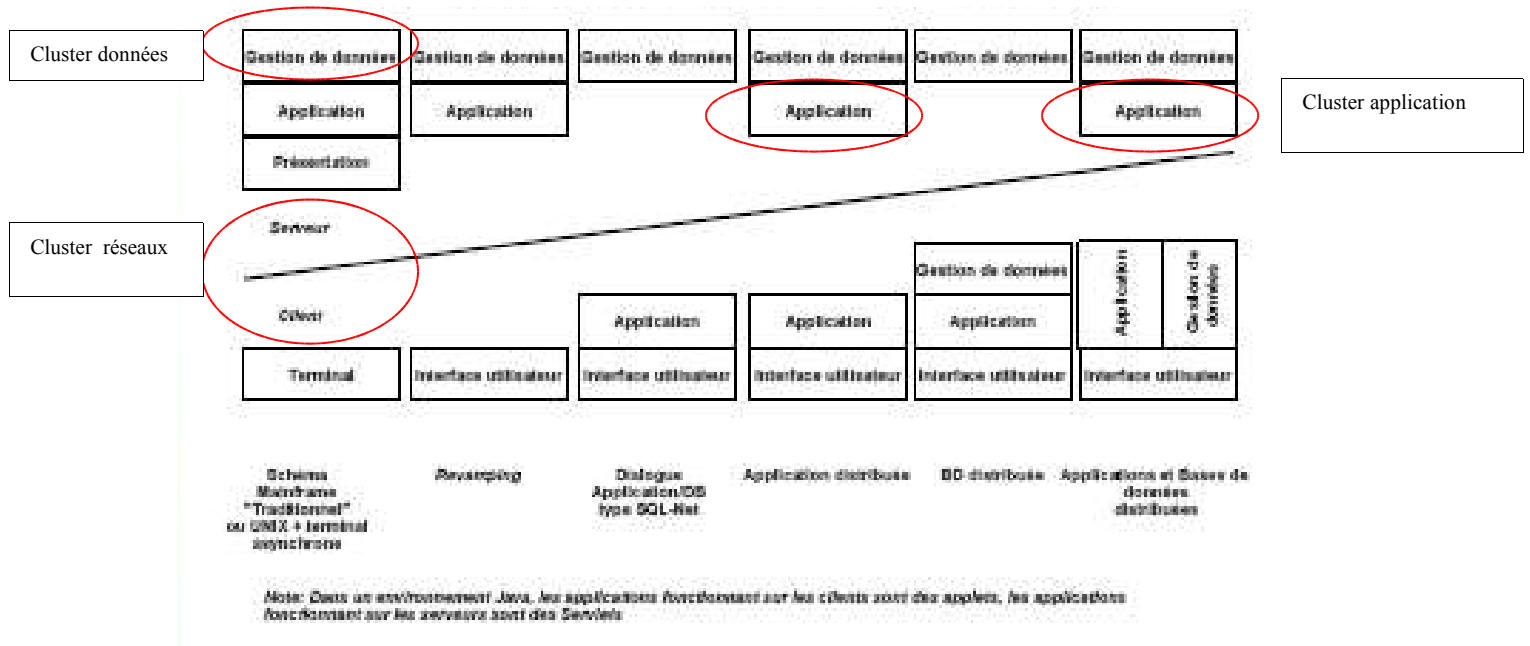 Cluster données
Gestion de données
Gestion de données
Gestion de données
Gestion de données
Gestion de données
Gestion de données
Application
Application
Application
Application
Cluster application
Présentation
Serveur
Cluster réseaux
Client
Gestion de données
Application
Gestion de
données
Application
Application
Application
Terminal
Interface utilisateur
Interface utilisateur
Interface utilisateur
Interface utilisateur
Interface utilisateur
Schéma
Mainframe
"Traditionnel"
ou UNIX + terminal
asynchrone
Revamping
Dialogue
Application/DB
type SQL-Net
Application distribuée
BD distribuée
Applications et Bases de
données
distribuées
Note: Dans un environnement Java, les applications fonctionnant sur les clients sont des applets, les applications
fonctionnant sur les serveurs sont des Servlets